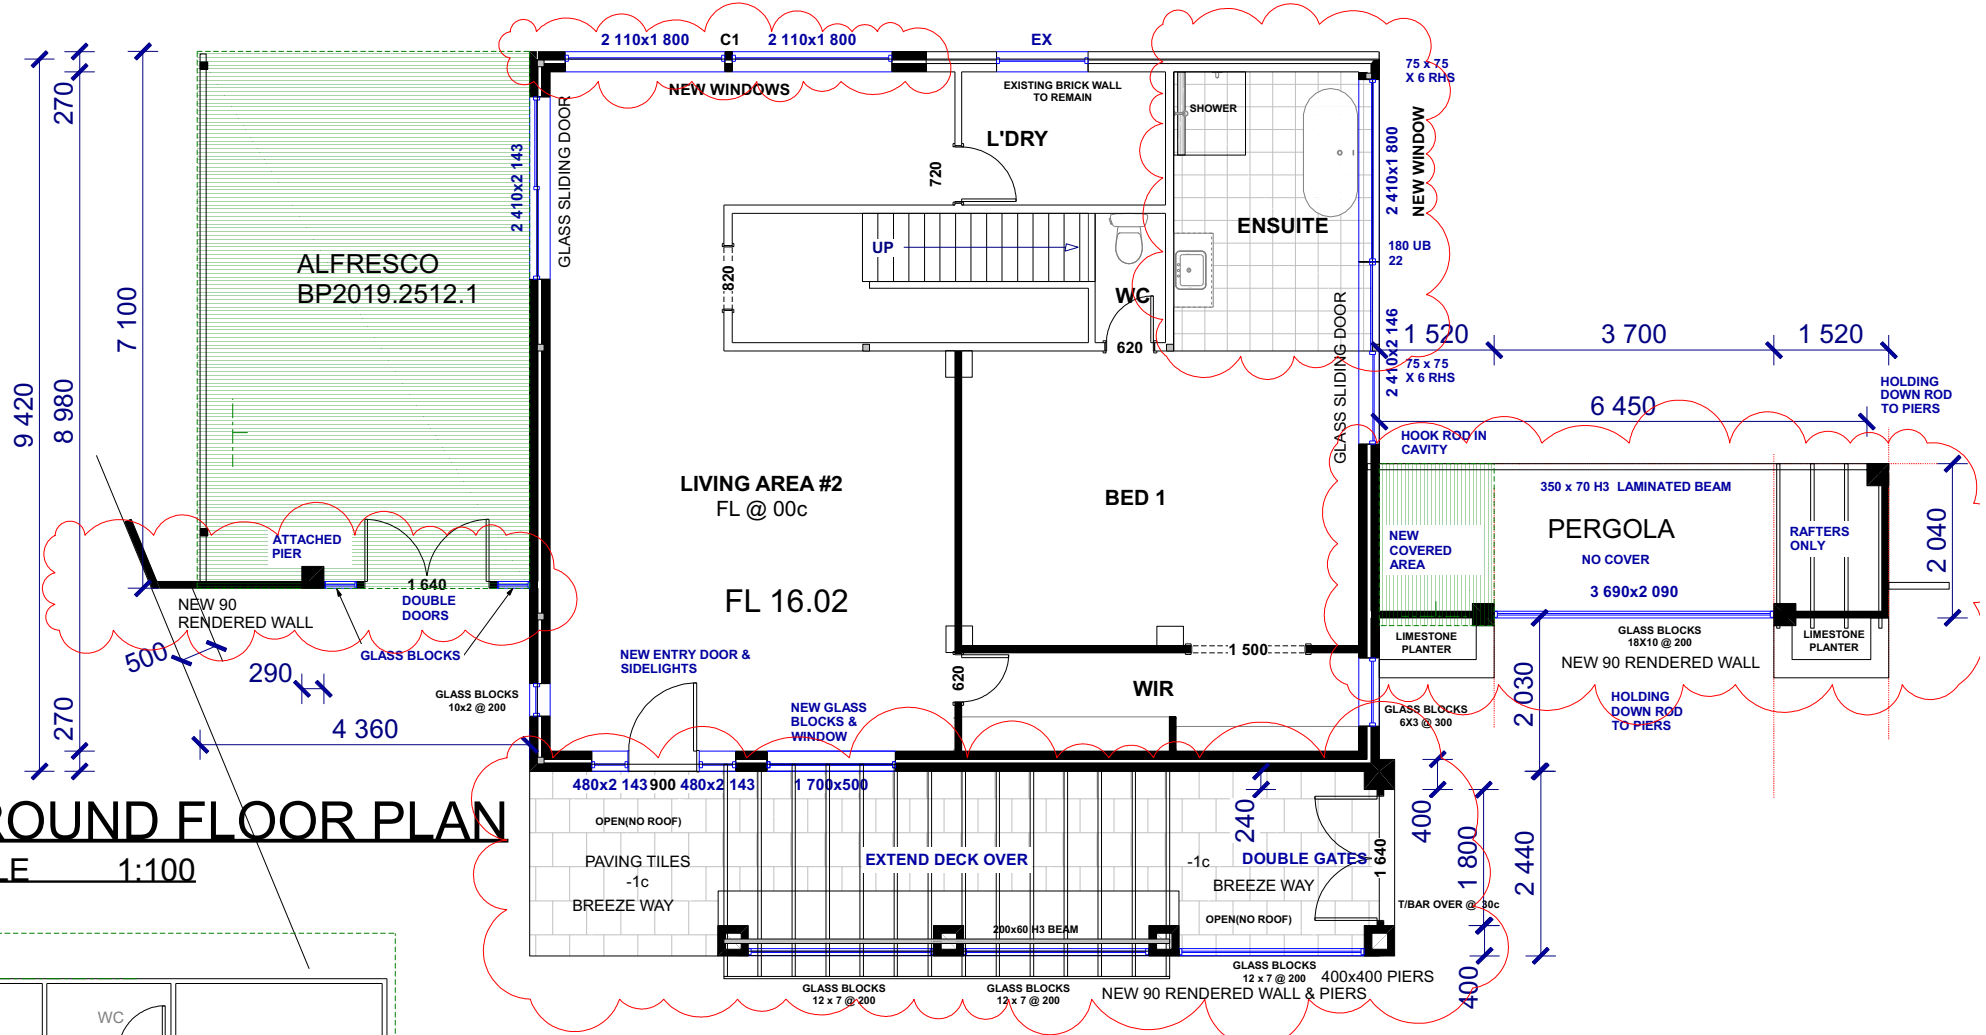 2 110x1 800
C1
2 110x1 800
EX
NEW WINDOWS
EXISTING BRICK WALL
TO REMAIN
75 x 75
X 6 RHS
270
SHOWER
NEW WINDOW
GLASS SLIDING DOOR
L'DRY
2 410x1 800
2 410x2 143
720
ENSUITE
UP
180 UB
22
ALFRESCO
BP2019.2512.1
820
WC
7 100
620
GLASS SLIDING DOOR
2 410x2 146
1 520
3 700
1 520
75 x 75
X 6 RHS
9 420
8 980
HOLDING
DOWN ROD
TO PIERS
6 450
HOOK ROD IN
CAVITY
LIVING AREA #2
FL @ 00c
BED 1
350 x 70 H3 LAMINATED BEAM
PERGOLA
NO COVER
RAFTERS
ONLY
2 040
NEW
COVERED
AREA
ATTACHED
PIER
1 640
DOUBLE
DOORS
3 690x2 090
FL 16.02
NEW 90
RENDERED WALL
GLASS BLOCKS
18X10 @ 200
NEW 90 RENDERED WALL
LIMESTONE
PLANTER
LIMESTONE
PLANTER
500
GLASS BLOCKS
290
NEW ENTRY DOOR &
SIDELIGHTS
1 500
620
WIR
GLASS BLOCKS
10x2 @ 200
NEW GLASS
BLOCKS &
WINDOW
GLASS BLOCKS
6X3 @ 300
HOLDING
DOWN ROD
TO PIERS
2 030
270
4 360
480x2 143
900
480x2 143
1 700x500
ROUND FLOOR PLAN
LE 1:100
OPEN(NO ROOF)
PAVING TILES
-1c
BREEZE WAY
EXTEND DECK OVER
240
-1c
DOUBLE GATES
BREEZE WAY
1 640
400
1 800
2 440
T/BAR OVER @ 30c
OPEN(NO ROOF)
200x60 H3 BEAM
GLASS BLOCKS
12 x 7 @ 200
400x400 PIERS
GLASS BLOCKS
12 x 7 @ 200
GLASS BLOCKS
12 x 7 @ 200
NEW 90 RENDERED WALL & PIERS
400
WC